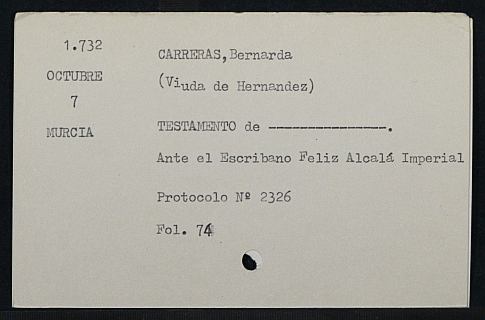 1.732
OCTUBRE
7
MURCIA
CARRERAS,Bernarda
(Viuda de Hernandez)
TESTAMENTO de ---------------.
Ante el Escribano Feliz Alcalá Imperial
Protocolo Nº 2326
Fol. 74